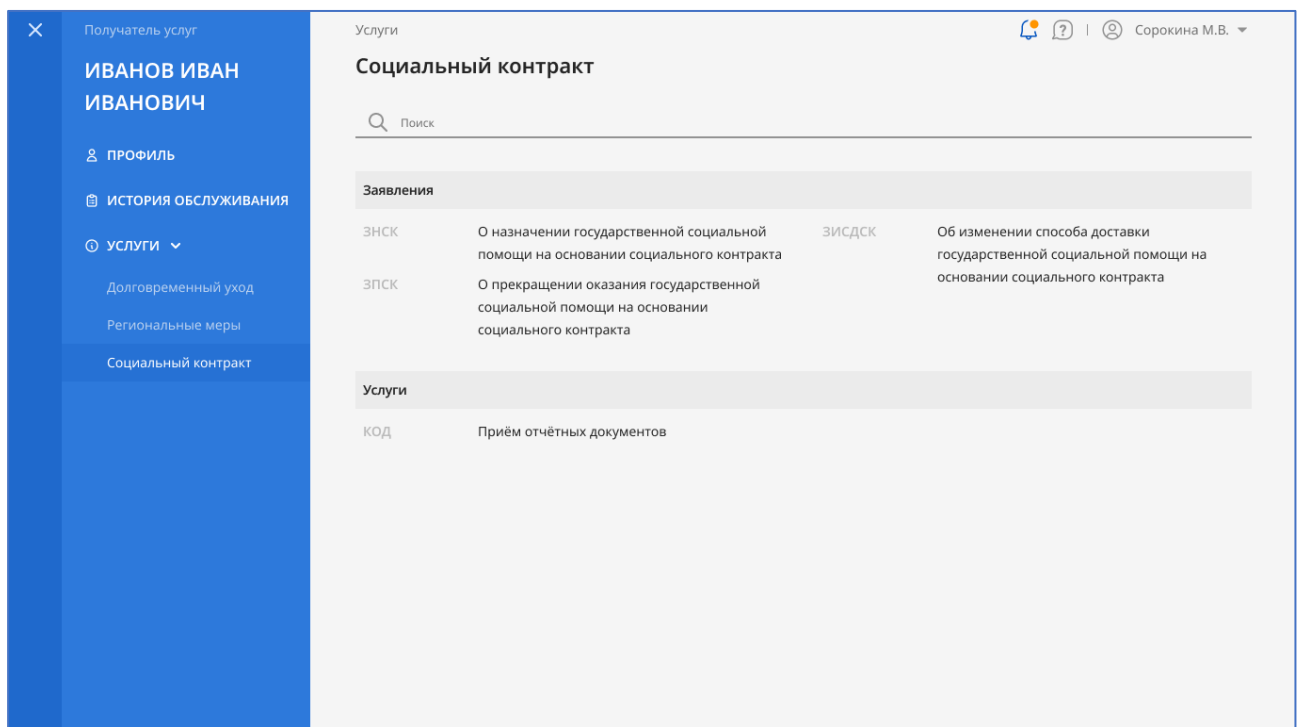 Получатель услуг
ИВАНОВ ИВАН
ИВАНОВИЧ
ПРОФИЛЬ
ИСТОРИЯ ОБСЛУЖИВАНИЯ
УСЛУГИ
Долговременный уход
Региональные меры
Социальный контракт
Услуги
Сорокина М.В.
Социальный контракт
Поиск
Заявления
ЗНСК
О назначении государственной социальной
помощи на основании социального контракта
ЗПСК
О прекращении оказания государственной
социальной помощи на основании
социального контракта
ЗИСДСК
Об изменении способа доставки
государственной социальной помощи на
основании социального контракта
Услуги
КОД
Приём отчётных документов